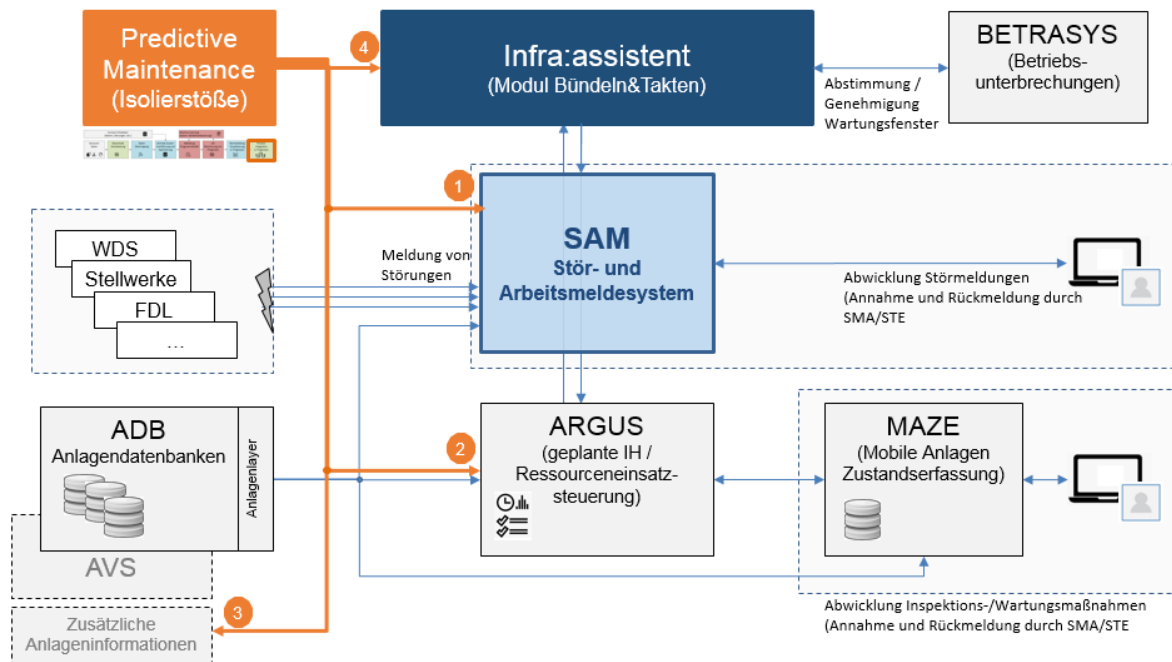 Predictive
Maintenance
(Isolierstöße)
4
Infra:assistent
(Modul Bündeln&Takten)
BETRASYS
(Betriebs-
unterbrechungen)
Abstimmung /
Genehmigung
Wartungsfenster
1
SAM
Stör- und
Arbeitsmeldesystem
WDS
Stellwerke
FDL
...
Meldung von
Störungen
Abwicklung Störmeldungen
(Annahme und Rückmeldung durch
SMA/STE
ADB
Anlagendatenbanken
Anlagenlayer
2
ARGUS
(geplante IH /
Ressourceneinsatz-
steuerung)
MAZE
(Mobile Anlagen
Zustandserfassung)
AVS
3
Zusätzliche
Anlageninformationen
Abwicklung Inspektions-/Wartungsmaßnahmen
(Annahme und Rückmeldung durch SMA/STE